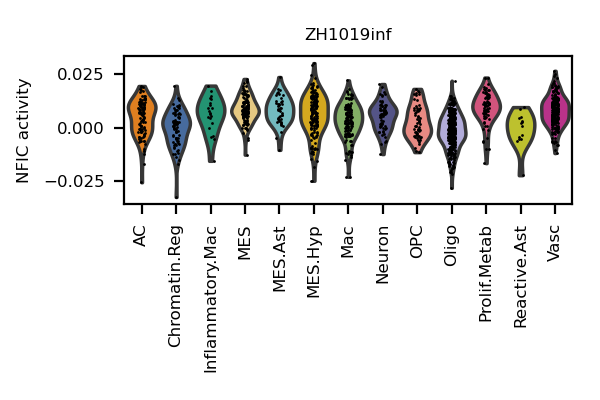 ZH1019inf
NFIC activity
0.025
0.000
−0.025
AC
Chromatin.Reg
Inflammatory.Mac
MES
MES.Ast
MES.Hyp
Mac
Neuron
OPC
Oligo
Prolif.Metab
Reactive.Ast
Vasc